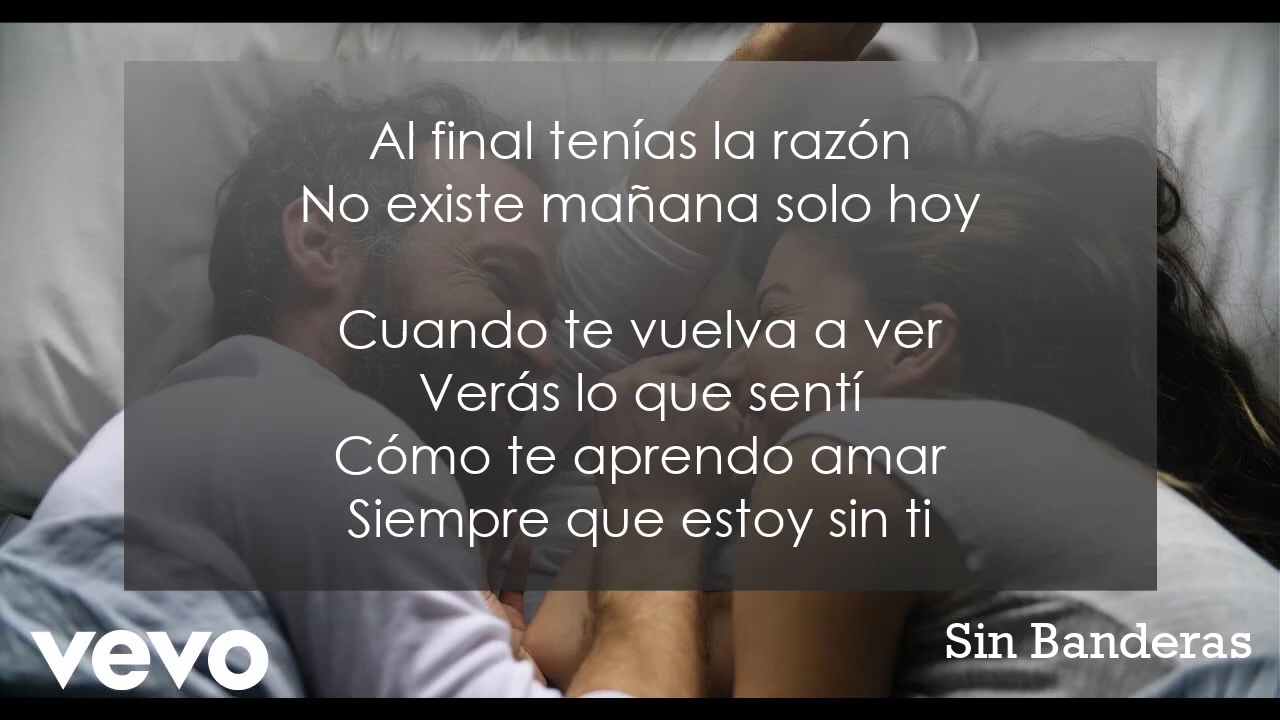 Al final tenías la razón
No existe mañana solo hoy
Cuando te vuelva a ver
Verás lo que sentí
Cómo te aprendo amar
Siempre que estoy sin ti
vevo
Sin Banderas